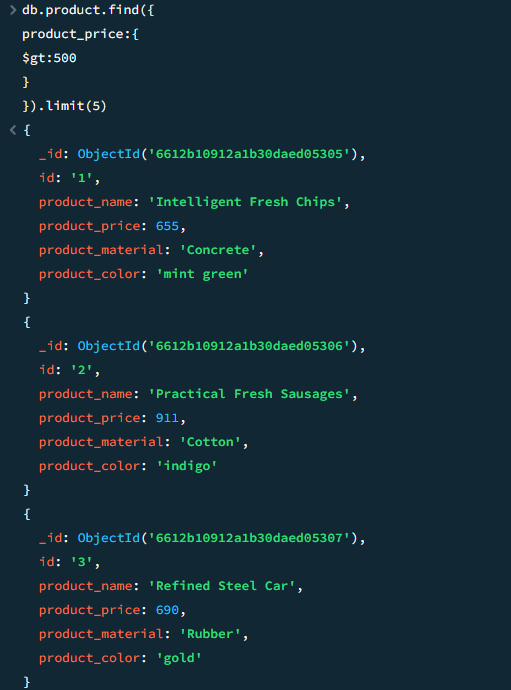 > db.product.find({
product_price:{
$gt:500
}
}).limit(5)
< {
_id: ObjectId('6612b10912a1b30daed05305'),
id: '1',
product_name: 'Intelligent Fresh Chips',
product_price: 655,
product_material: 'Concrete',
product_color: 'mint green'
}
{
_id: ObjectId('6612b10912a1b30daed05306'),
id: '2',
product_name: 'Practical Fresh Sausages',
product_price: 911,
product_material: 'Cotton',
product_color: 'indigo'
}
{
_id: ObjectId('6612b10912a1b30daed05307'),
id: '3',
product_name: 'Refined Steel Car',
product_price: 690,
product_material: 'Rubber',
product_color: 'gold'
}